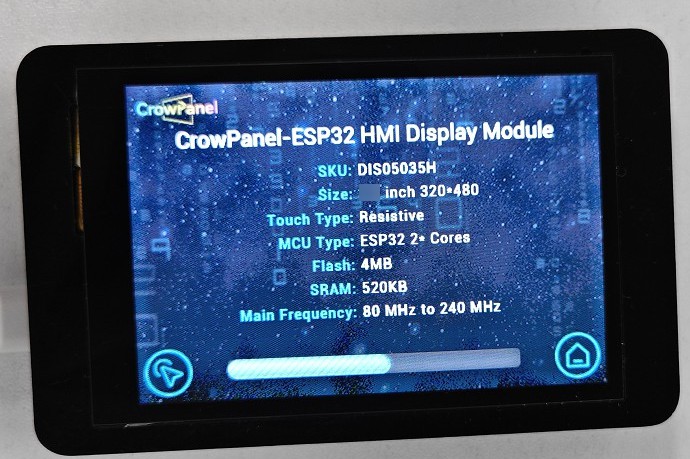 CrowPanel
CrowPanel-ESP32 HMI Display Module
SKU: DIS05035H
Size: inch 320*480
Touch Type: Resistive
MCU Type: ESP32 2* Cores
Flash: 4MB
SRAM: 520KB
Main Frequency: 80 MHz to 240 MHz